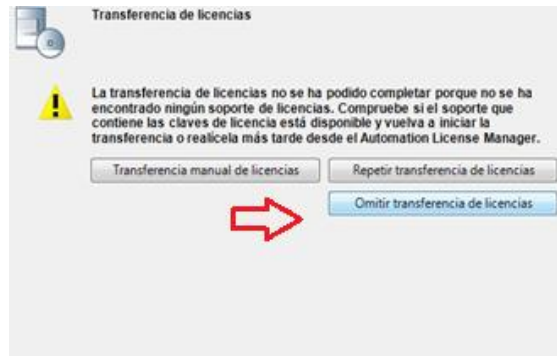 Transferencia de licencias
La transferencia de licencias no se ha podido completar porque no se ha
encontrado ningún soporte de licencias. Compruebe si el soporte que
contiene las claves de licencia está disponible y vuelva a iniciar la
transferencia o realícela más tarde desde el Automation License Manager.
Transferencia manual de licencias
Repetir transferencia de licencias
Omitir transferencia de licencias